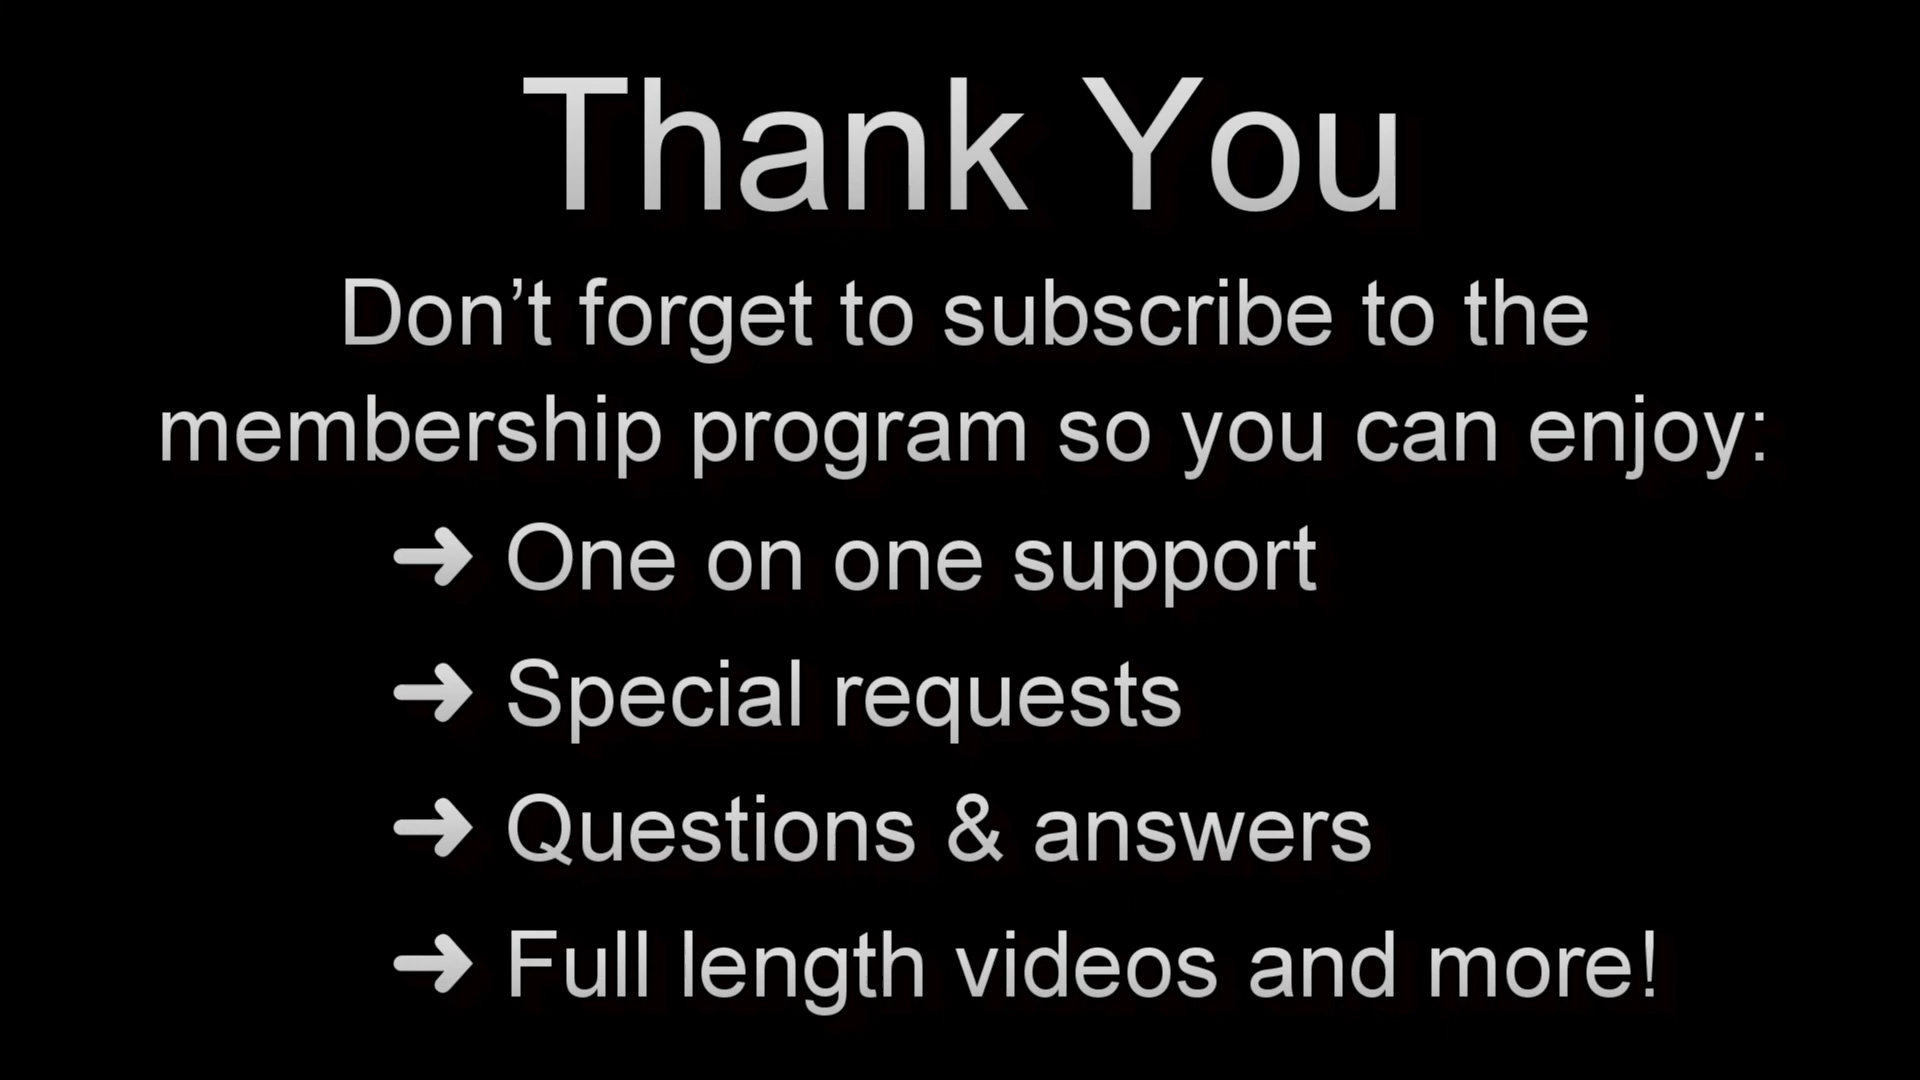 Thank You
Don’t forget to subscribe to the
membership program so you can enjoy:
➜ One on one support
➜ Special requests
➜ Questions & answers
➜ Full length videos and more!